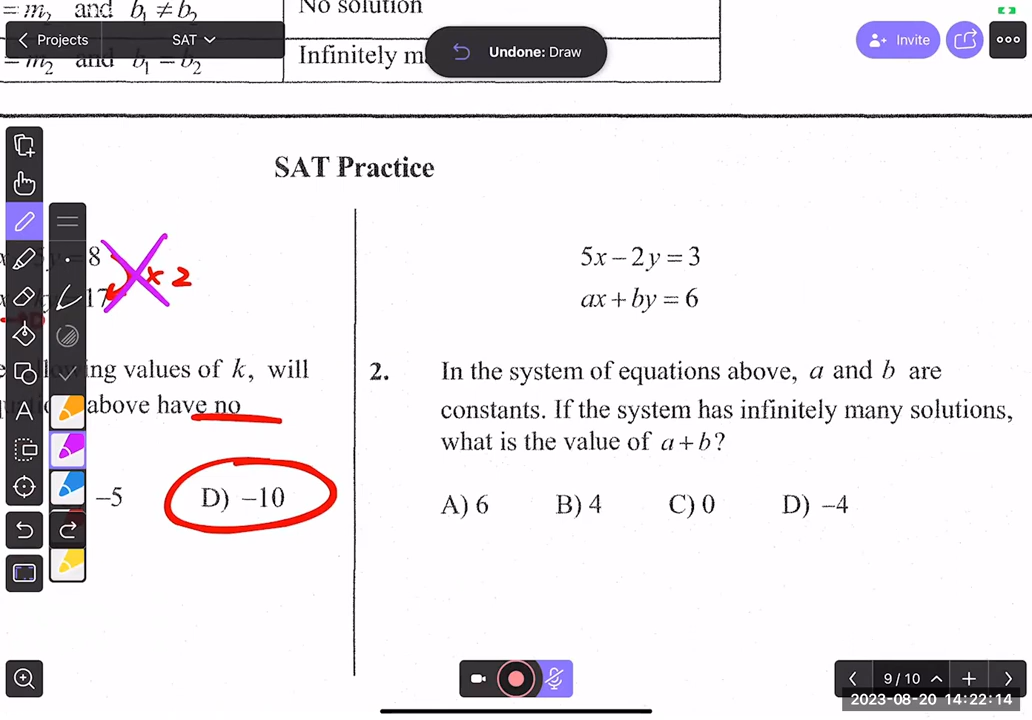 = m₂ and b₁ ≠ b₂
No solution
Projects
SAT
Undone: Draw
Invite
= m₂ and b₁ = b₂
Infinitely m
SAT Practice
= 8
17
× 2
ing values of k, will
above have no
–5
D) –10
5x – 2y = 3
ax + by = 6
2. In the system of equations above, a and b are
constants. If the system has infinitely many solutions,
what is the value of a + b?
A) 6 B) 4 C) 0 D) –4
A
9 / 10
2023-08-20 14:22:14